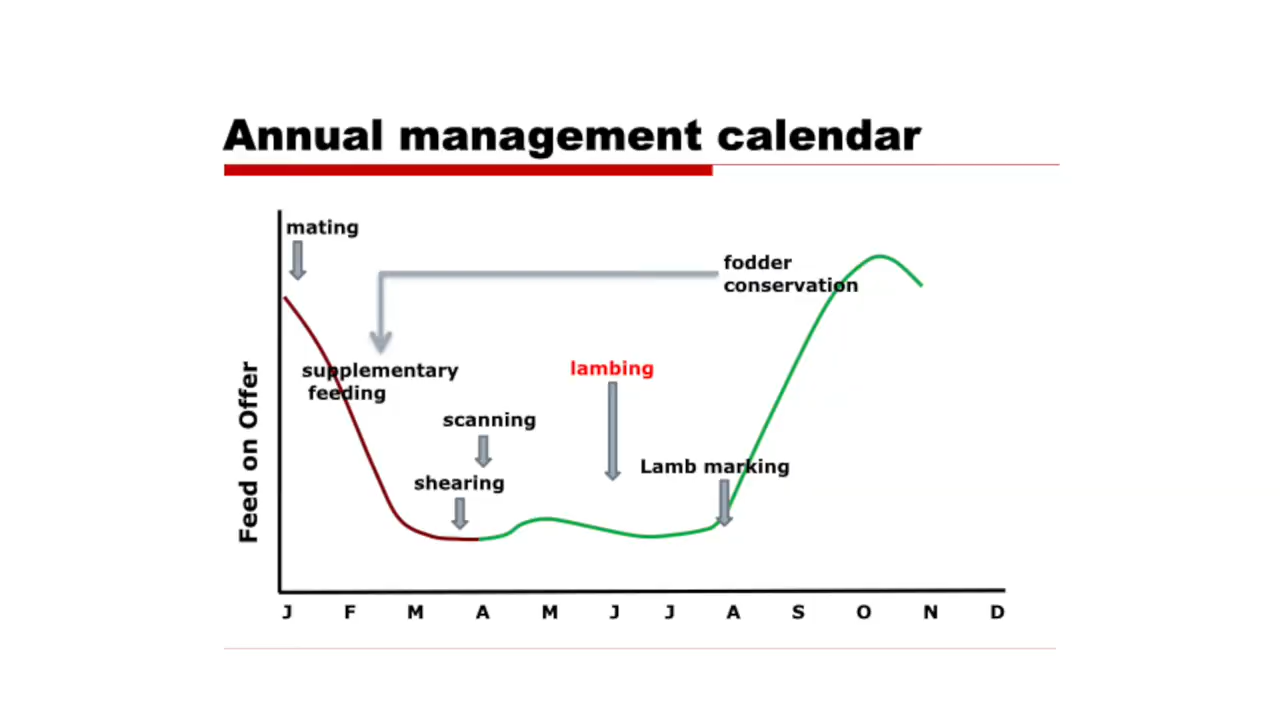 Annual management calendar
mating
fodder
conservation
supplementary
feeding
lambing
scanning
Lamb marking
shearing
Feed on Offer
J F M A M J J A S O N D